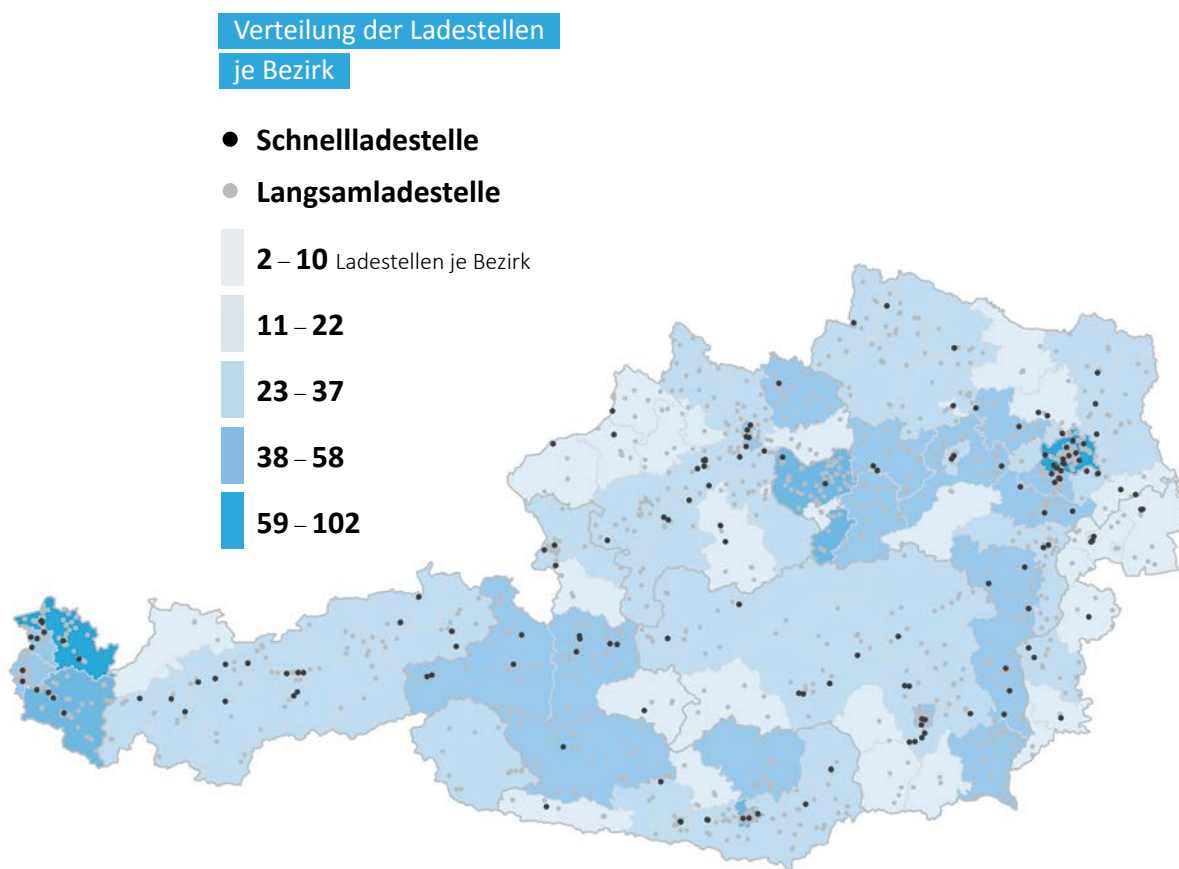 Verteilung der Ladestellen
je Bezirk
Schnellladestelle
Langsamladestelle
2 – 10 Ladestellen je Bezirk
11 – 22
23 – 37
38 – 58
59 – 102